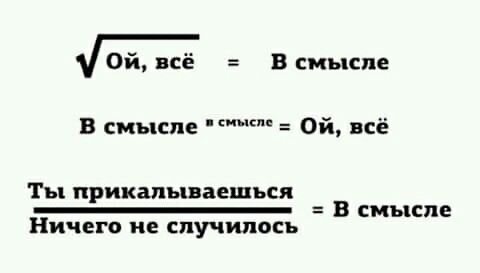 √Ой, всё = В смысле
В смысле в смысле = Ой, всё
Ты прикалываешься
Ничего не случилось = В смысле